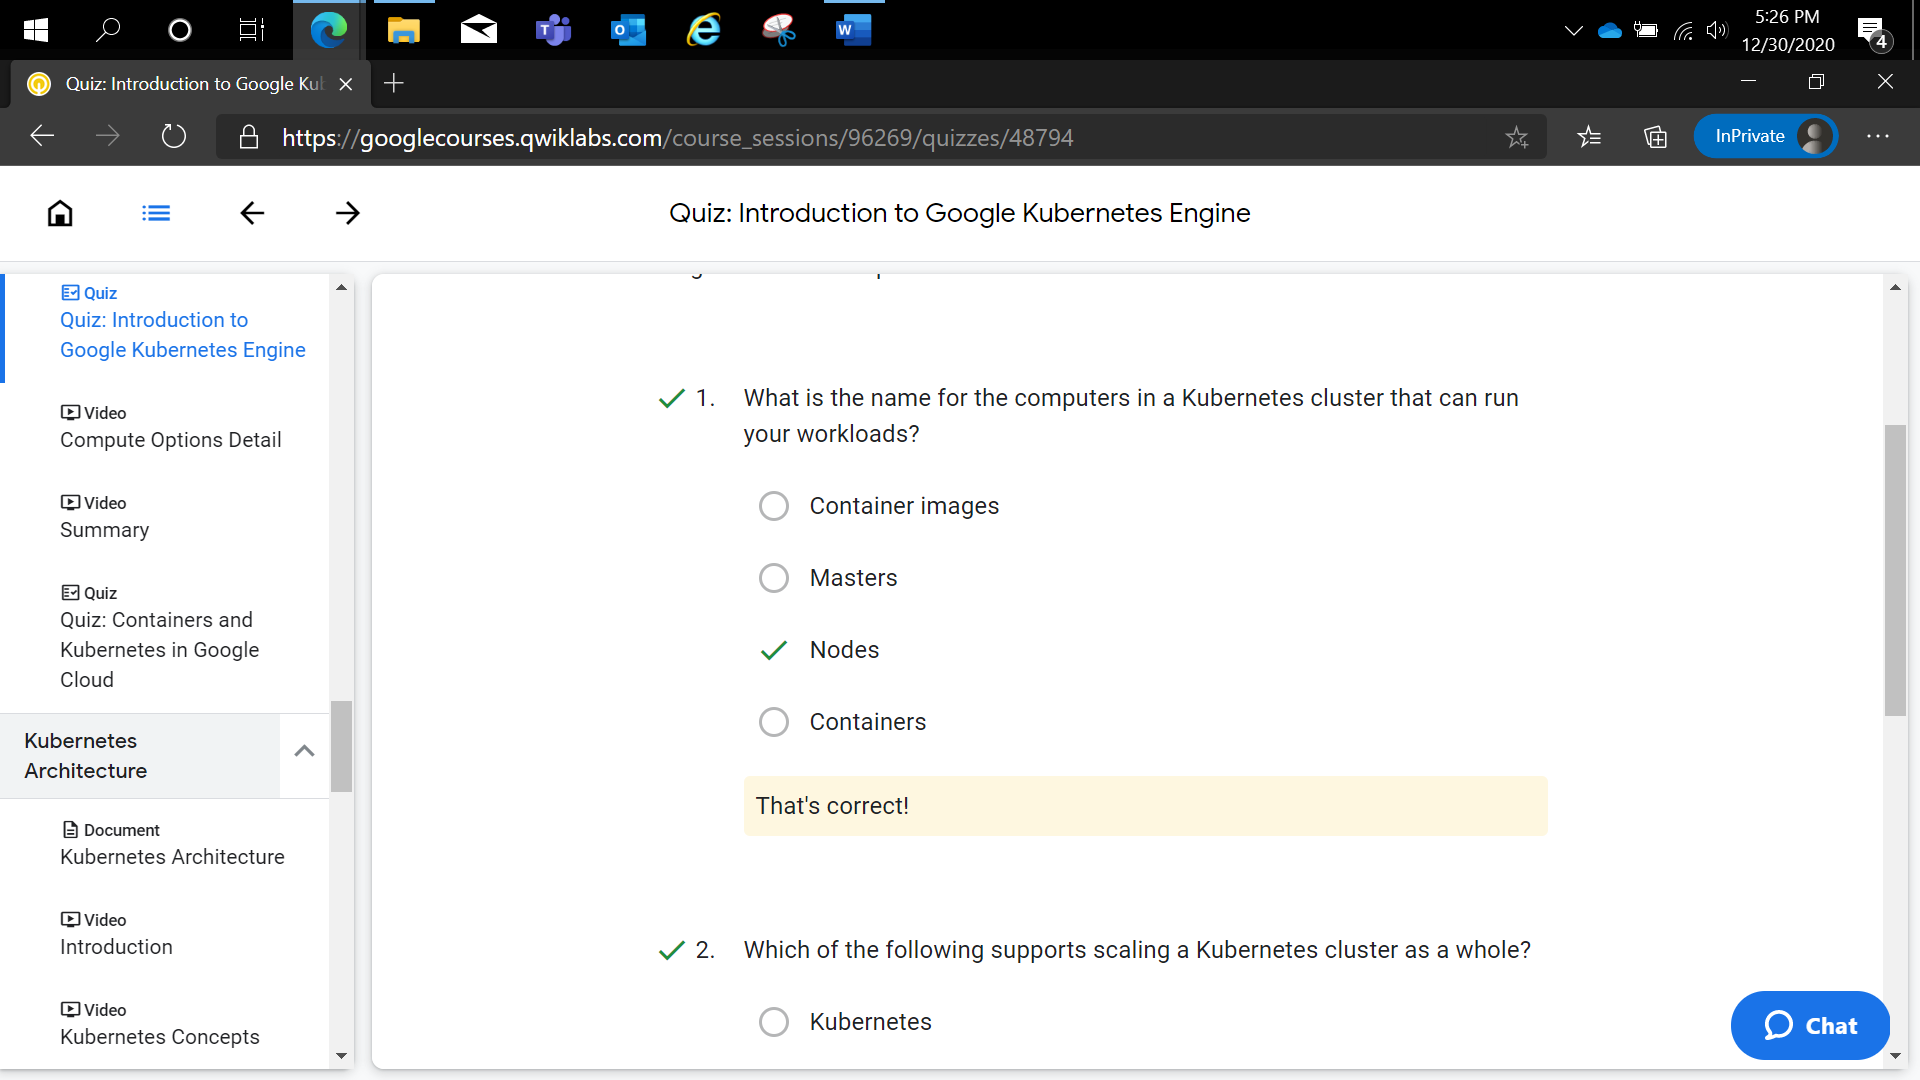 5:26 PM
12/30/2020
4
Quiz: Introduction to Google Kub
https://googlecourses.qwiklabs.com/course_sessions/96269/quizzes/48794
InPrivate
Quiz: Introduction to Google Kubernetes Engine
Quiz
Quiz: Introduction to
Google Kubernetes Engine
Video
Compute Options Detail
Video
Summary
Quiz
Quiz: Containers and
Kubernetes in Google
Cloud
Kubernetes
Architecture
Document
Kubernetes Architecture
Video
Introduction
Video
Kubernetes Concepts
1. What is the name for the computers in a Kubernetes cluster that can run
your workloads?
Container images
Masters
Nodes
Containers
That's correct!
2. Which of the following supports scaling a Kubernetes cluster as a whole?
Kubernetes
Chat